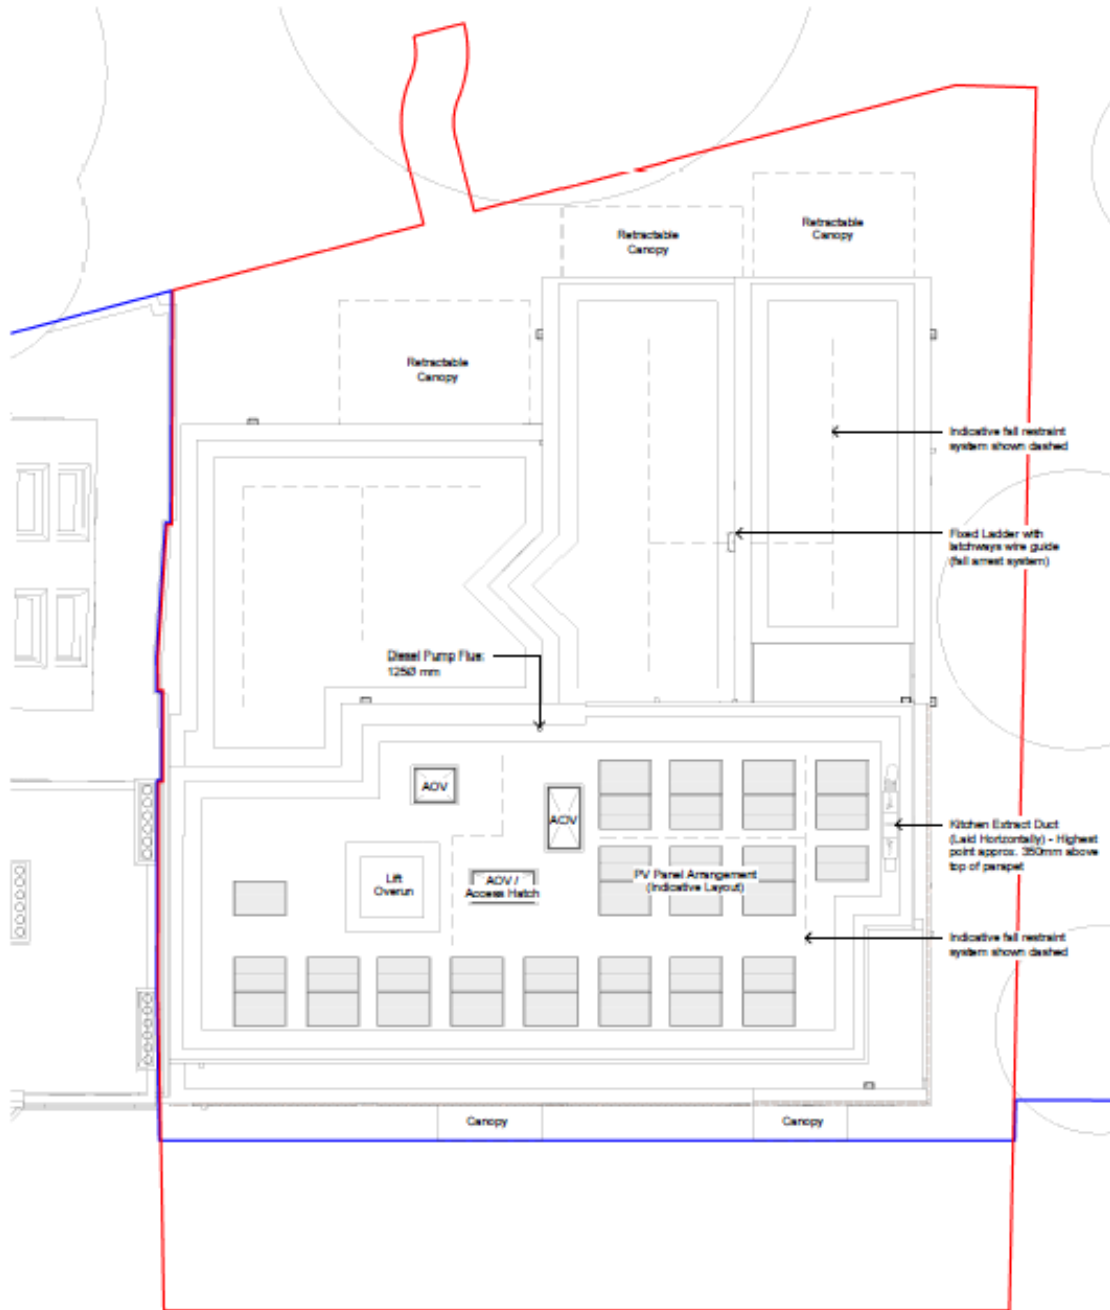 Retractable
Canopy
Retractable
Canopy
Retractable
Canopy
Indicative fall restraint
system shown dashed
Fixed Ladder with
latchways wire guide
(fall arrest system)
Diesel Pump Flue:
125Ø mm
AOV
AOV
Kitchen Extract Duct
(Laid Horizontally) - Highest
point approx. 350mm above
top of parapet
Lift
Overun
AOV /
Access Hatch
PV Panel Arrangement
(Indicative Layout)
Indicative fall restraint
system shown dashed
Canopy
Canopy